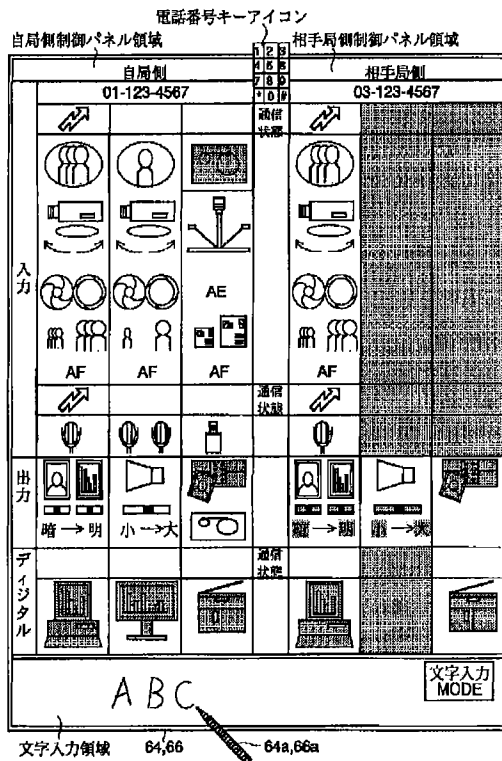 電話番号キーアイコン
自局側制御パネル領域
相手局側制御パネル領域
1 2 3
4 5 6
7 8 9
* 0 #
自局側
相手局側
01-123-4567
03-123-4567
通信
状態
入力
AE
AF
AF
AF
AF
通信
状態
出力
暗→明
小→大
暗→明
小→大
通信
状態
ディジタル
ABC
文字入力
MODE
文字入力領域
64,66
64a,66a